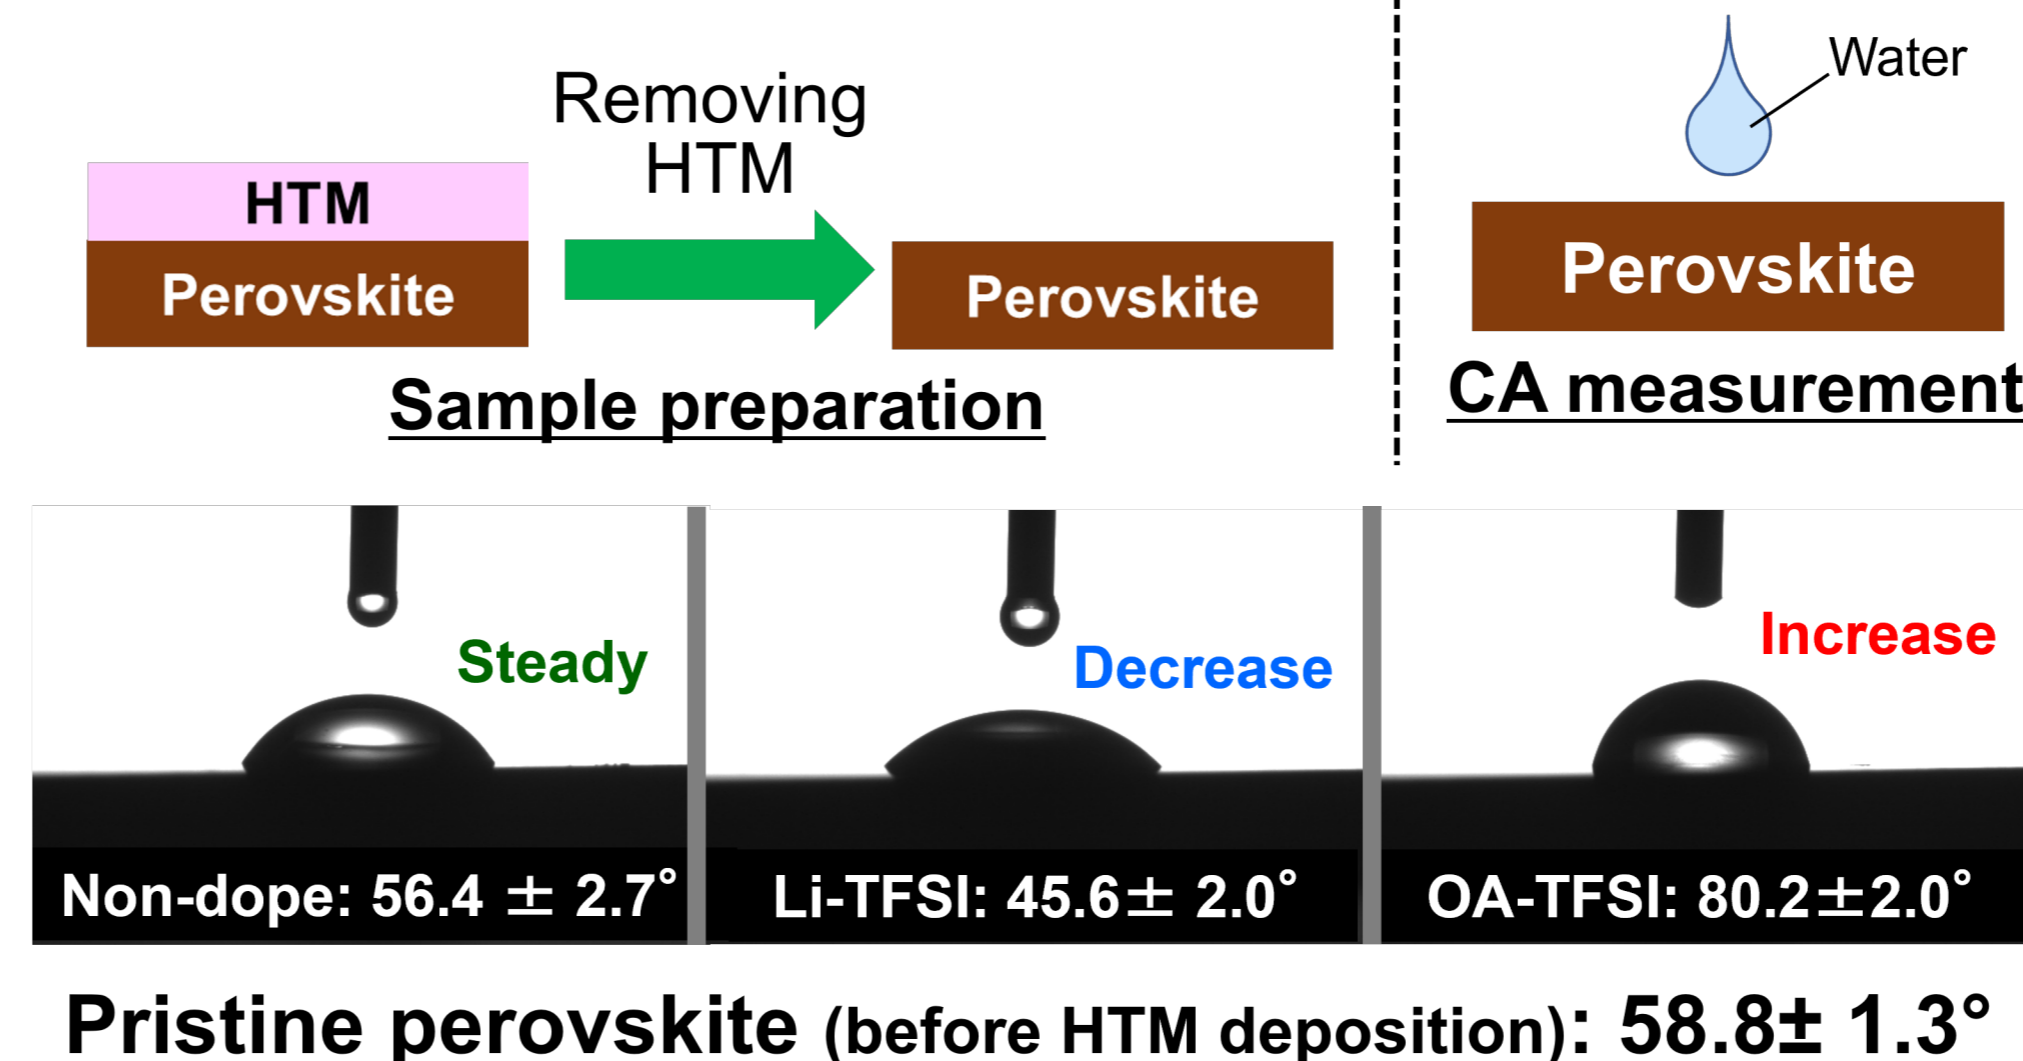 Removing
HTM
HTM
Perovskite
Perovskite
Sample preparation
Water
Perovskite
CA measurement
Steady
Decrease
Increase
Non-dope: 56.4 ± 2.7°
Li-TFSI: 45.6± 2.0°
OA-TFSI: 80.2±2.0°
Pristine perovskite (before HTM deposition): 58.8± 1.3°